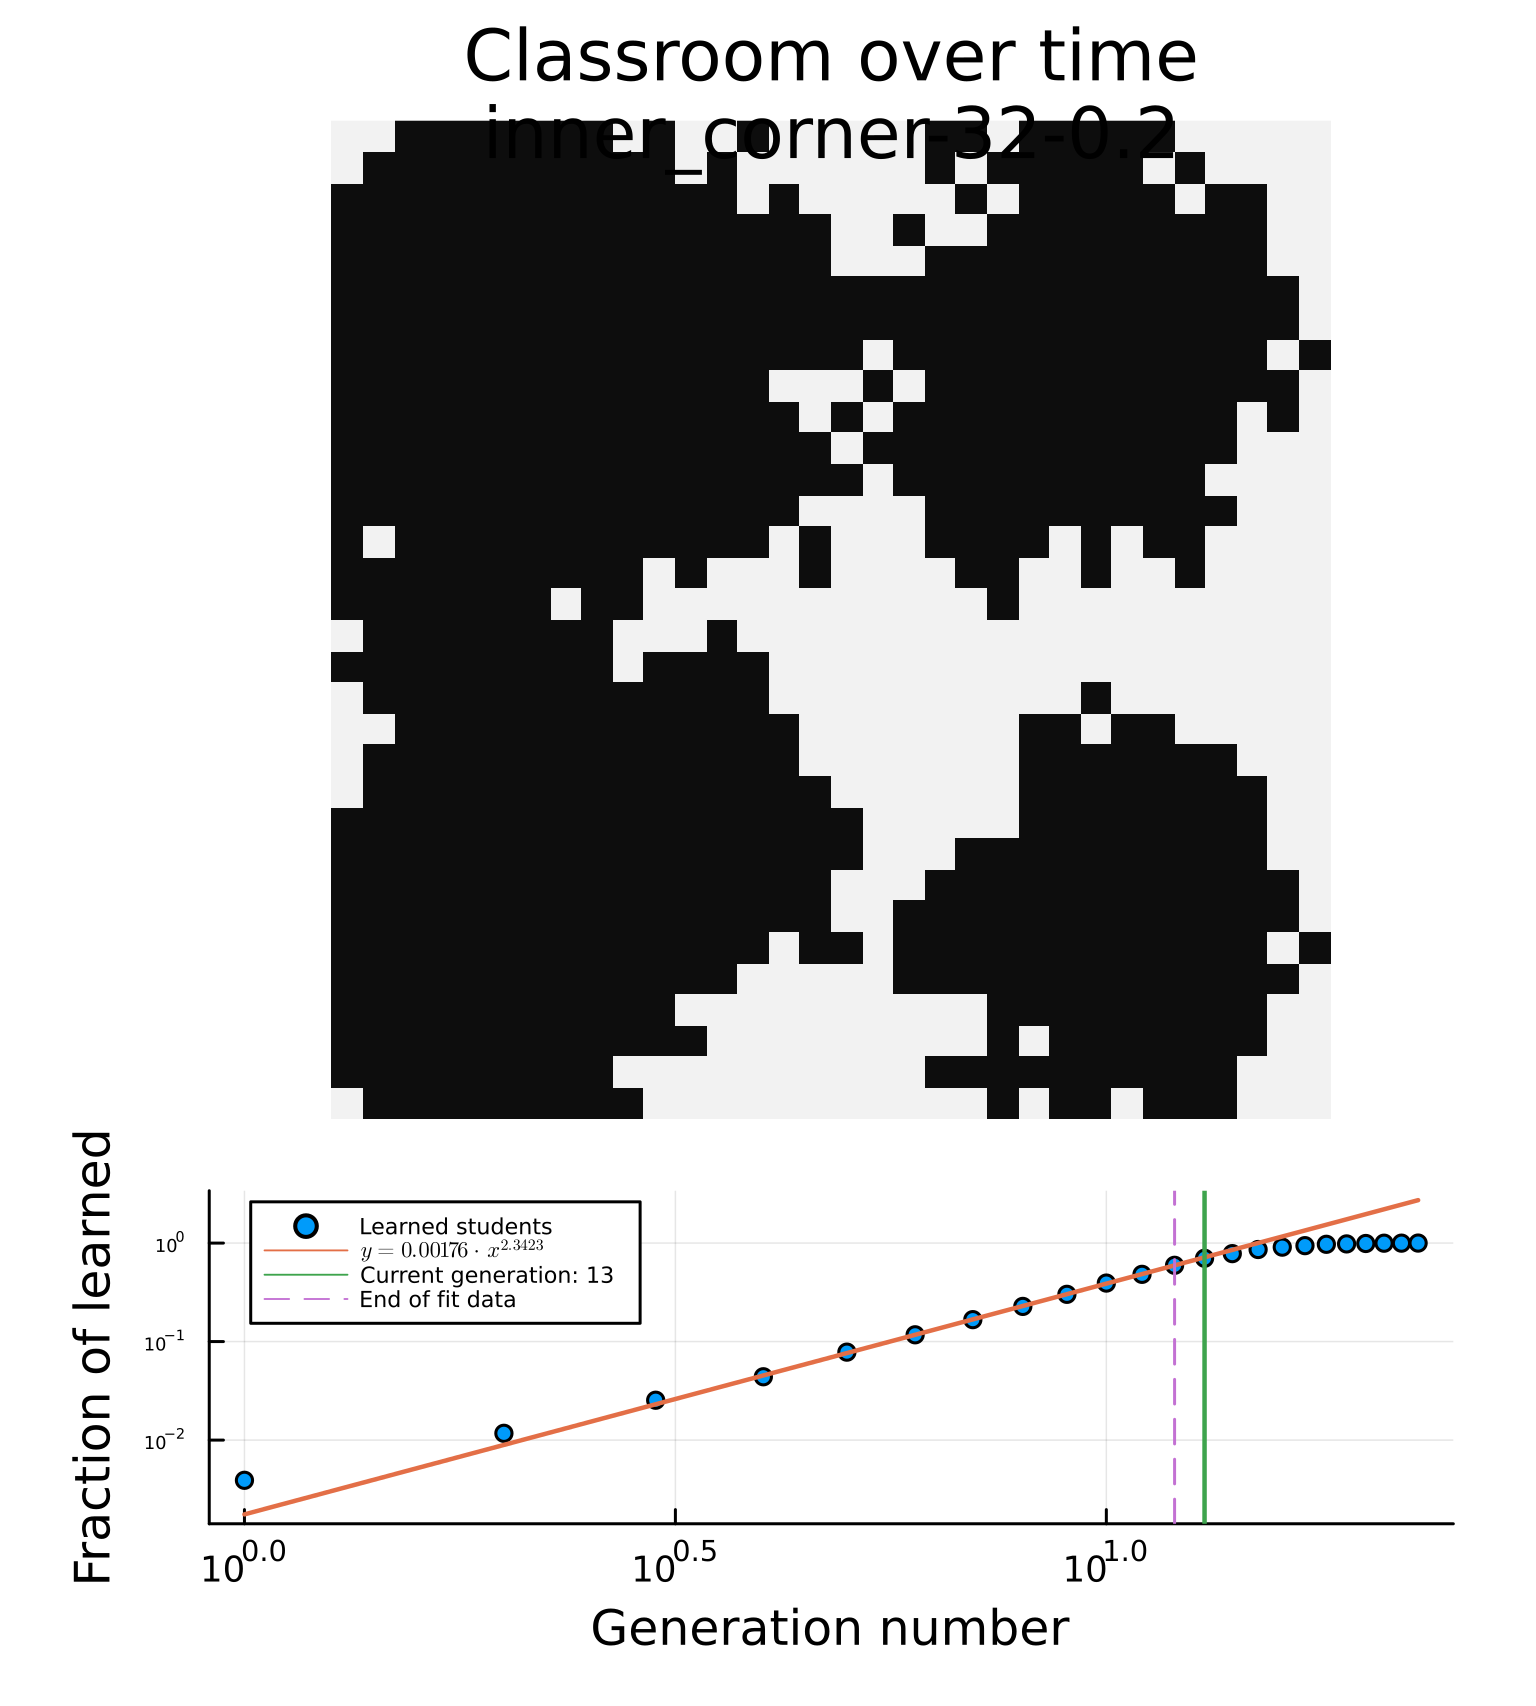 Classroom over time
inner_corner-32-0.2
Fraction of learned
10^0
10^-1
10^-2
Learned students
y = 0.00176 · x^2.3423
Current generation: 13
End of fit data
10^0.0
10^0.5
10^1.0
Generation number